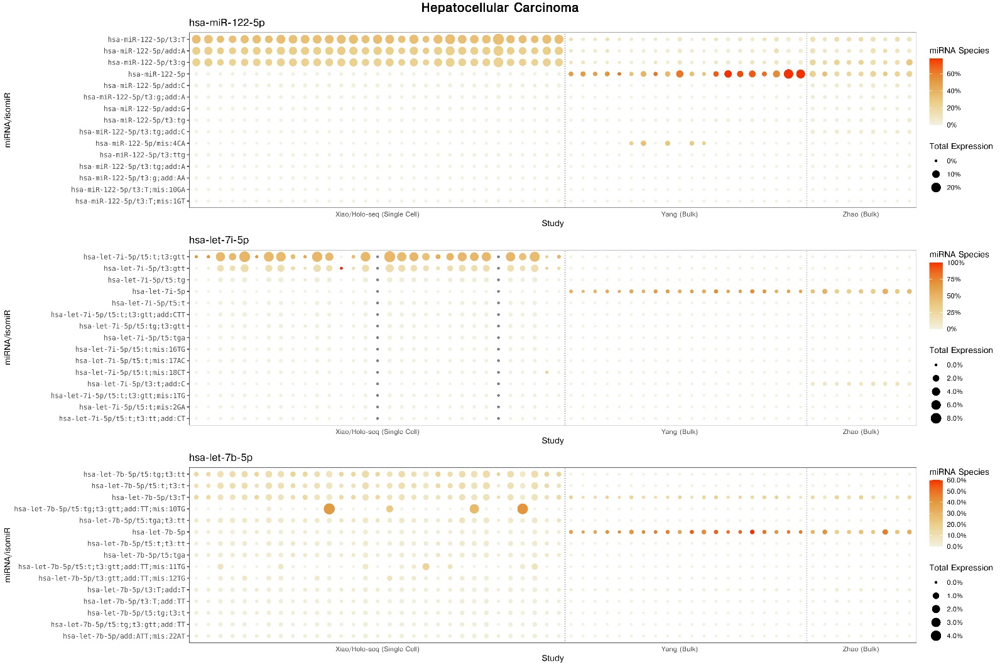 Hepatocellular Carcinoma
hsa-miR-122-5p
miRNA/isomiR
hsa-miR-122-5p/t3:T
hsa-miR-122-5p/add:A
hsa-miR-122-5p/t3:g
hsa-miR-122-5p
hsa-miR-122-5p/add:C
hsa-miR-122-5p/t3:g;add:A
hsa-miR-122-5p/add:G
hsa-miR-122-5p/t3:tg
hsa-miR-122-5p/t3:tg;add:C
hsa-miR-122-5p/mis:4CA
hsa-miR-122-5p/t3:ttg
hsa-miR-122-5p/t3:tg;add:A
hsa-miR-122-5p/t3:g;add:AA
hsa-miR-122-5p/t3:T;mis:10GA
hsa-miR-122-5p/t3:T;mis:1GT
Xiao/Holo-seq (Single Cell)
Yang (Bulk)
Zhao (Bulk)
Study
miRNA Species
60%
40%
20%
0%
Total Expression
0%
10%
20%
hsa-let-7i-5p
miRNA/isomiR
hsa-let-7i-5p/t5:t;t3:gtt
hsa-let-7i-5p/t3:gtt
hsa-let-7i-5p/t5:tg
hsa-let-7i-5p
hsa-let-7i-5p/t5:t
hsa-let-7i-5p/t5:t;t3:gtt;add:CTT
hsa-let-7i-5p/t5:tg;t3:gtt
hsa-let-7i-5p/t5:tga
hsa-let-7i-5p/t5:t;mis:16TG
hsa-let-7i-5p/t5:t;mis:17AC
hsa-let-7i-5p/t5:t;mis:18CT
hsa-let-7i-5p/t3:t;add:C
hsa-let-7i-5p/t5:t;t3:gtt;mis:1TG
hsa-let-7i-5p/t5:t;mis:2GA
hsa-let-7i-5p/t5:t;t3:tt;add:CT
Xiao/Holo-seq (Single Cell)
Yang (Bulk)
Zhao (Bulk)
Study
miRNA Species
100%
75%
50%
25%
0%
Total Expression
0.0%
2.0%
4.0%
6.0%
8.0%
hsa-let-7b-5p
miRNA/isomiR
hsa-let-7b-5p/t5:tg;t3:tt
hsa-let-7b-5p/t5:t;t3:t
hsa-let-7b-5p/t3:T
hsa-let-7b-5p/t5:tg;t3:gtt;add:TT;mis:10TG
hsa-let-7b-5p/t5:tga;t3:tt
hsa-let-7b-5p
hsa-let-7b-5p/t5:t;t3:tt
hsa-let-7b-5p/t5:tga
hsa-let-7b-5p/t5:t;t3:gtt;add:TT;mis:11TG
hsa-let-7b-5p/t3:gtt;add:TT;mis:12TG
hsa-let-7b-5p/t3:T;add:T
hsa-let-7b-5p/t3:T;add:TT
hsa-let-7b-5p/t5:tg;t3:t
hsa-let-7b-5p/t5:tg;t3:gtt;add:TT
hsa-let-7b-5p/add:ATT;mis:22AT
Xiao/Holo-seq (Single Cell)
Yang (Bulk)
Zhao (Bulk)
Study
miRNA Species
60.0%
50.0%
40.0%
30.0%
20.0%
10.0%
0.0%
Total Expression
0.0%
1.0%
2.0%
3.0%
4.0%